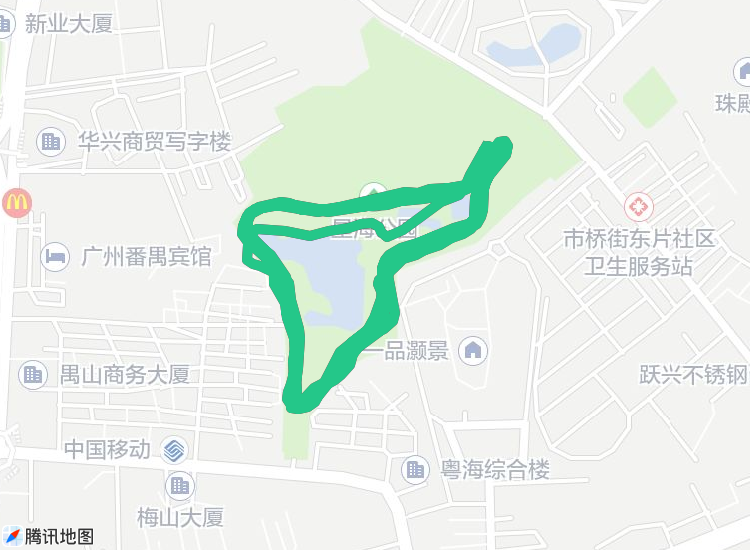 新业大厦
珠殿
华兴商贸写字楼
星海公园
市桥街东片社区
卫生服务站
广州番禺宾馆
一品灏景
禺山商务大厦
跃兴不锈钢
中国移动
粤海综合楼
梅山大厦
腾讯地图